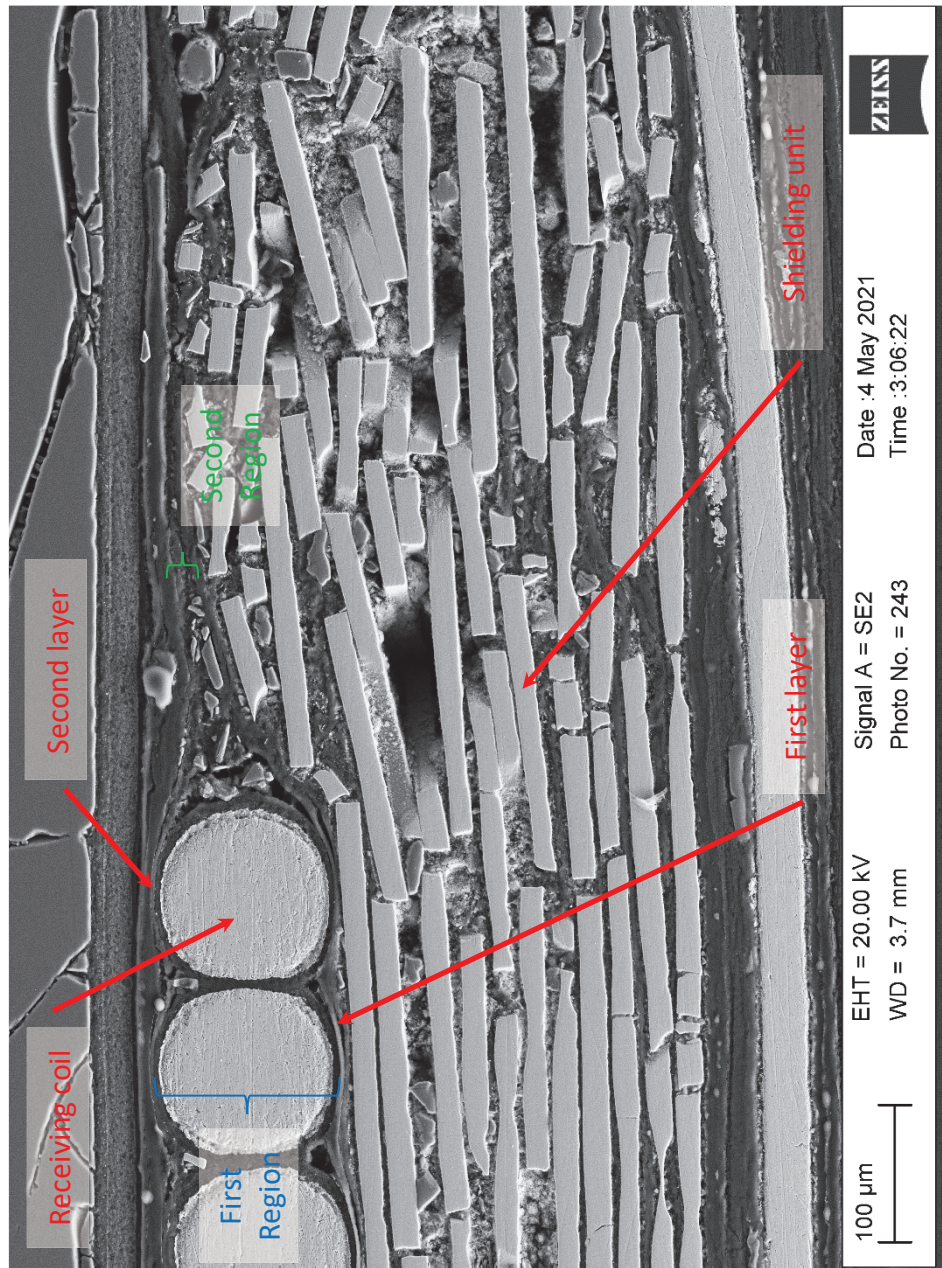 Receiving coil
Second layer
First
Region
Second
Region
First layer
Shielding unit
100 µm
EHT = 20.00 kV
WD = 3.7 mm
Signal A = SE2
Photo No. = 243
Date :4 May 2021
Time :3:06:22
ZEISS